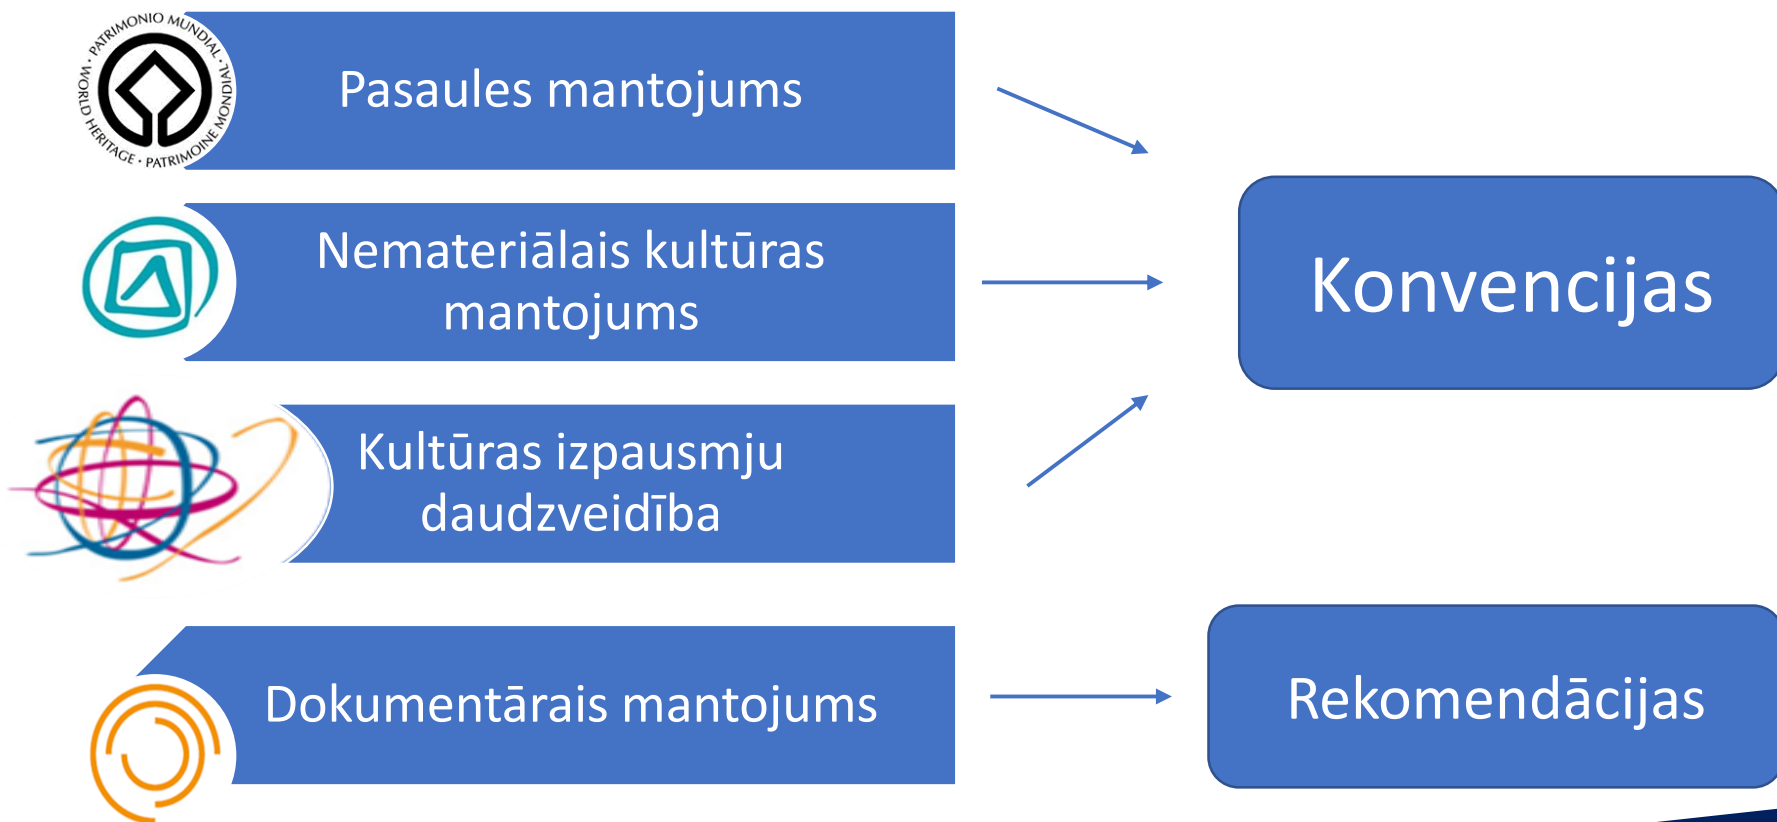 PATRIMONIO MUNDIAL · WORLD HERITAGE · PATRIMOINE MONDIAL ·
Pasaules mantojums
Nemateriālais kultūras
mantojums
Kultūras izpausmju
daudzveidība
Dokumentārais mantojums
Konvencijas
Rekomendācijas